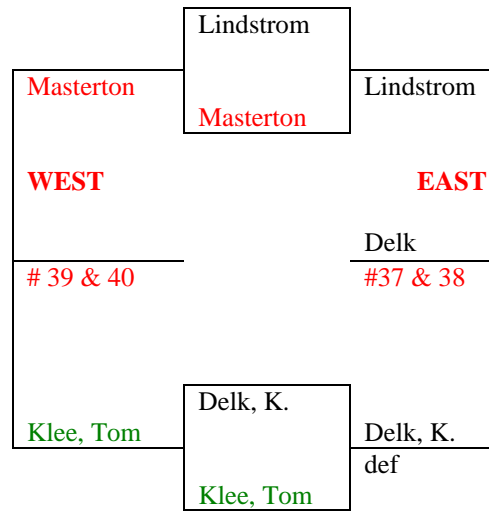 Lindstrom
Masterton
Lindstrom
Masterton
WEST
EAST
Delk
# 39 & 40
#37 & 38
Delk, K.
Klee, Tom
Delk, K.
def
Klee, Tom